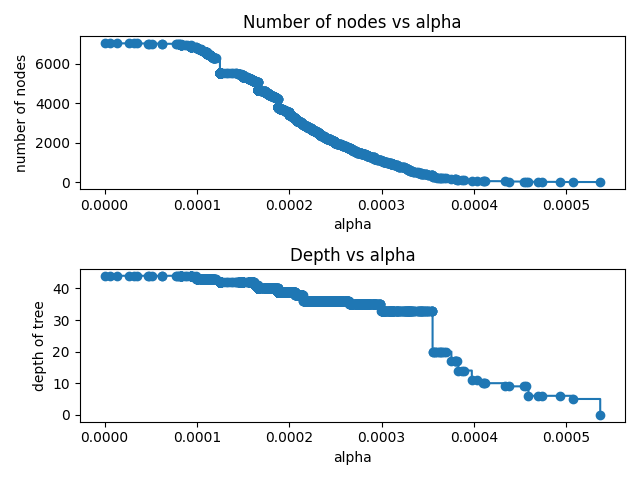 Number of nodes vs alpha
number of nodes
6000
4000
2000
0
0.0000 0.0001 0.0002 0.0003 0.0004 0.0005
alpha
Depth vs alpha
depth of tree
40
30
20
10
0
0.0000 0.0001 0.0002 0.0003 0.0004 0.0005
alpha